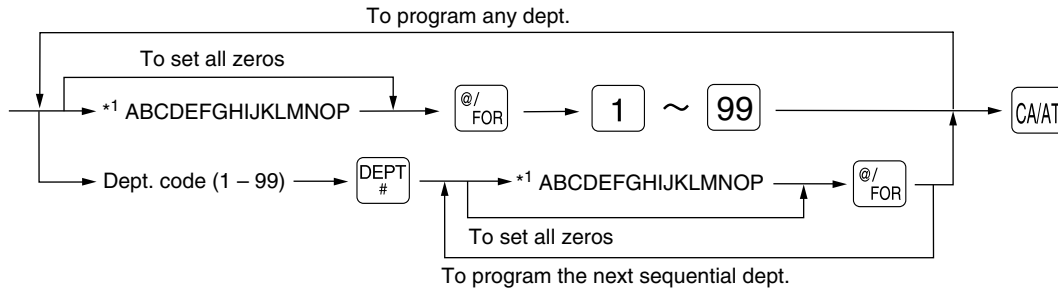 To program any dept.
To set all zeros
*1 ABCDEFGHIJKLMNOP @/FOR 1 ~ 99 CA/AT
Dept. code (1 – 99) DEPT # *1 ABCDEFGHIJKLMNOP @/FOR
To set all zeros
To program the next sequential dept.